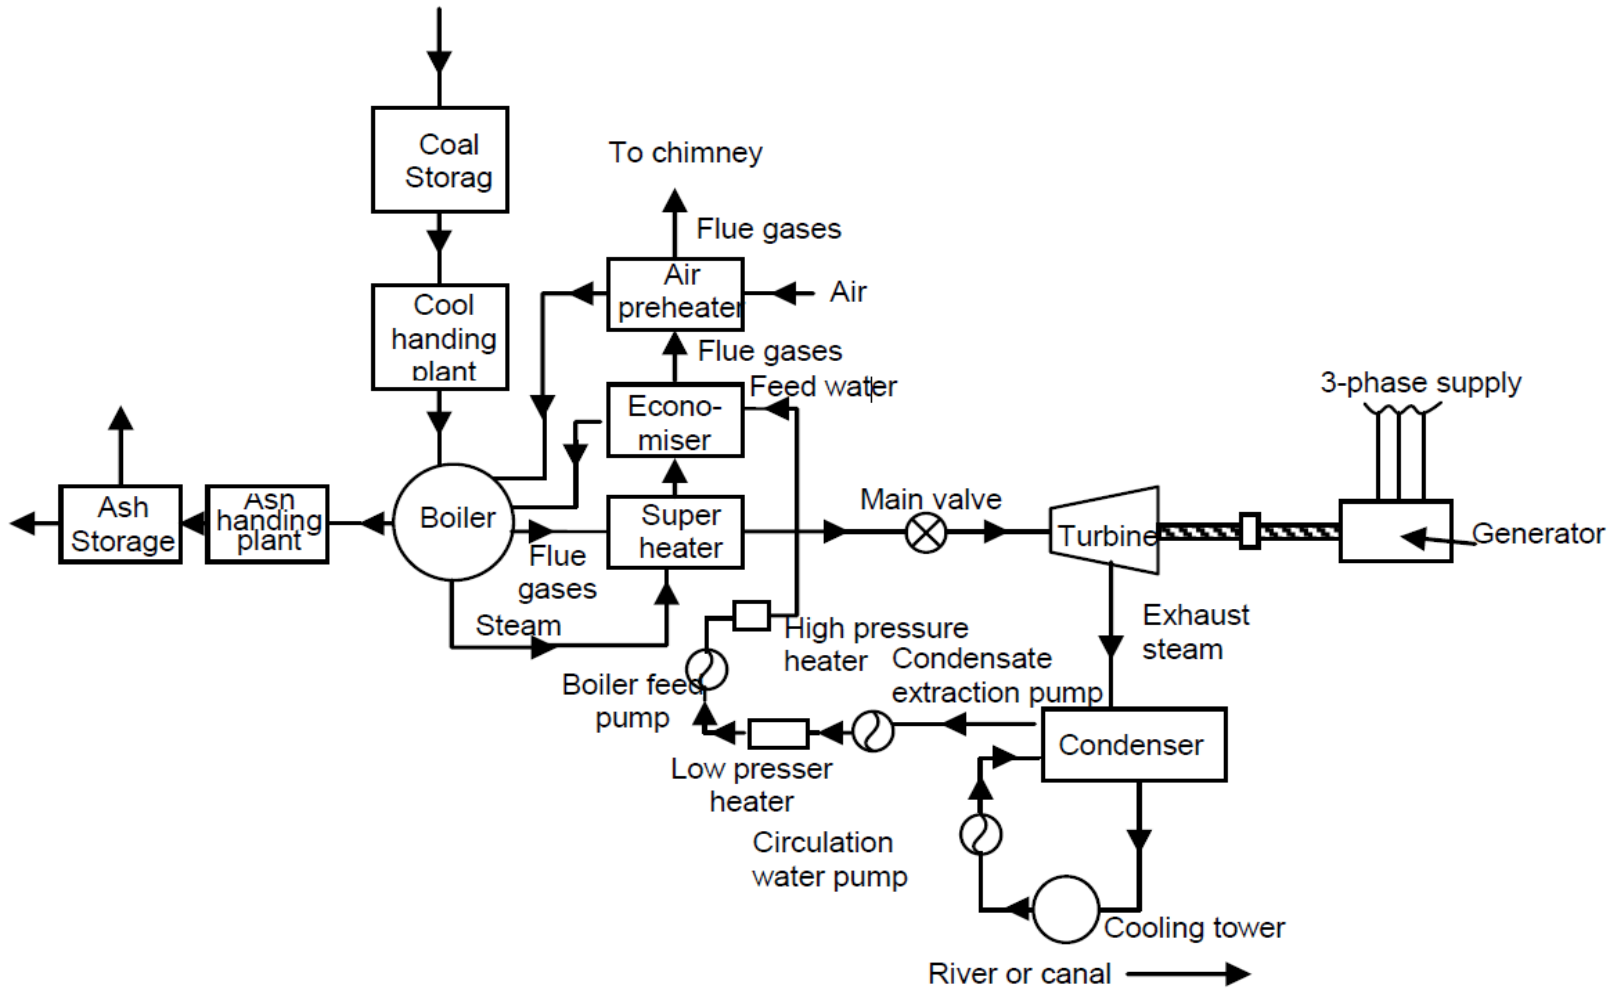 Coal
Storag
To chimney
Flue gases
Air
preheater
Air
Cool
handing
plant
Flue gases
Feed water
Econo-
miser
3-phase supply
Ash
Storage
Ash
handing
plant
Boiler
Super
heater
Main valve
Turbine
Generator
Flue
gases
Steam
High pressure
heater
Exhaust
steam
Boiler feed
pump
Condensate
extraction pump
Condenser
Low presser
heater
Circulation
water pump
Cooling tower
River or canal